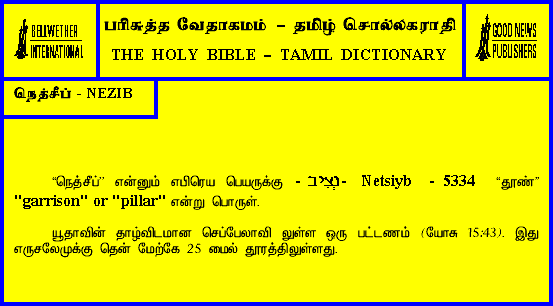 BELLWETHER
INTERNATIONAL
பரிசுத்த வேதாகமம் – தமிழ் சொல்லகராதி
THE HOLY BIBLE – TAMIL DICTIONARY
GOOD NEWS
PUBLISHERS
நெத்சீப் - NEZIB
“நெத்சீப்” என்னும் எபிரெய பெயருக்கு - נְצִיב - Netsiyb - 5334 “தூண்”
"garrison" or "pillar" என்று பொருள்.
யூதாவின் தாழ்விடமான செப்பேலாவி லுள்ள ஒரு பட்டணம் (யோசு 15:43). இது
எருசலேமுக்கு தென் மேற்கே 25 மைல் தூரத்திலுள்ளது.